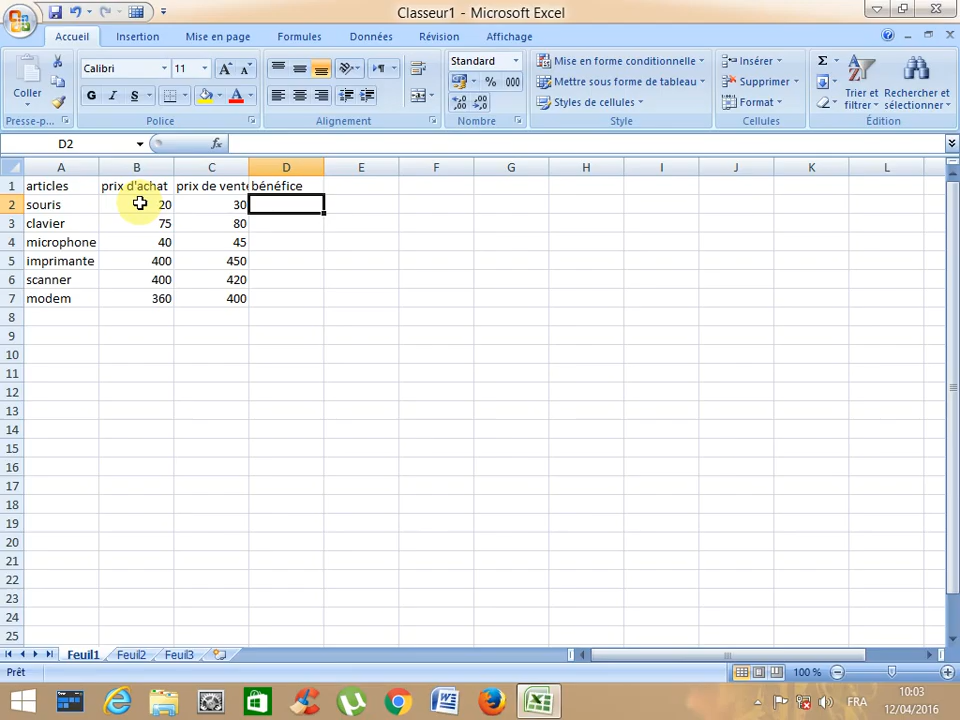 Classeur1 - Microsoft Excel
Accueil Insertion Mise en page Formules Données Révision Affichage
Coller
Calibri 11
G I S
Standard
% 000
Mise en forme conditionnelle
Mettre sous forme de tableau
Styles de cellules
Insérer
Supprimer
Format
Σ
Trier et filtrer
Rechercher et sélectionner
Presse-p... Police Alignement Nombre Style Cellules Édition
D2 fx
A B C D E F G H I J K L
1 articles prix d'achat prix de vente bénéfice
2 souris 20 30
3 clavier 75 80
4 microphone 40 45
5 imprimante 400 450
6 scanner 400 420
7 modem 360 400
8
9
10
11
12
13
14
15
16
17
18
19
20
21
22
23
24
25
Feuil1 Feuil2 Feuil3
Prêt 100 %
FRA 10:03
12/04/2016